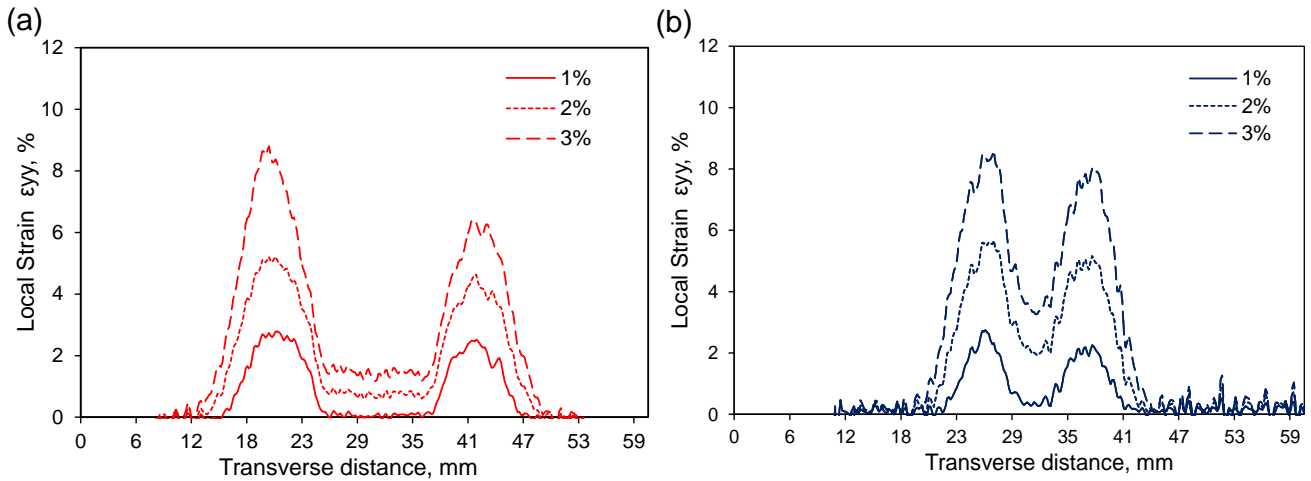 (a)
12
10
8
6
4
2
0
Local Strain εyy, %
1%
2%
3%
0 6 12 18 23 29 35 41 47 53 59
Transverse distance, mm
(b)
12
10
8
6
4
2
0
Local Strain εyy, %
1%
2%
3%
0 6 12 18 23 29 35 41 47 53 59
Transverse distance, mm